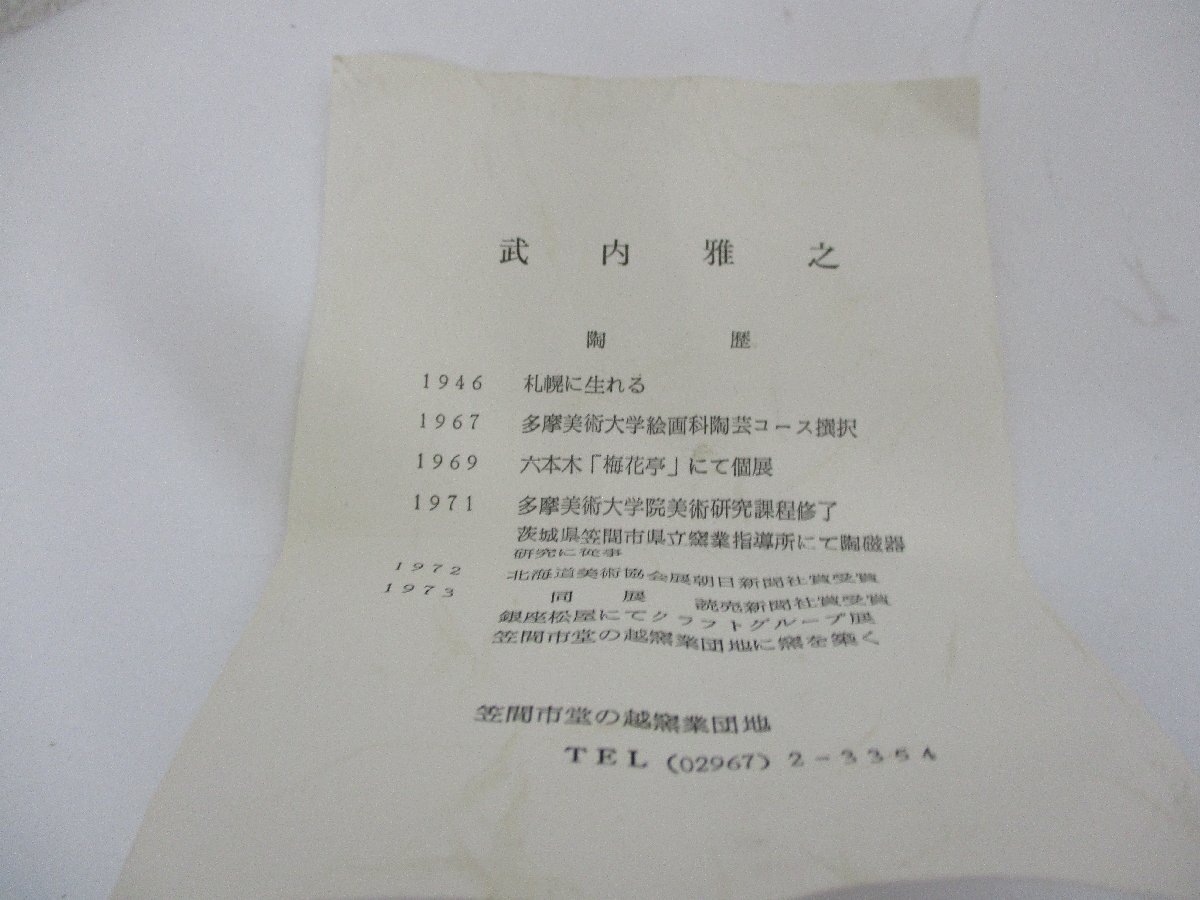 武内雅之
陶歴
1946 札幌に生れる
1967 多摩美術大学絵画科陶芸コース撰択
1969 六本木「梅花亭」にて個展
1971 多摩美術大学院美術研究課程修了
茨城県笠間市県立窯業指導所にて陶磁器
研究に従事
1972 北海道美術協会展朝日新聞社賞受賞
1973 同展 読売新聞社賞受賞
銀座松屋にてクラフトグループ展
笠間市堂の越窯業団地に窯を築く
笠間市堂の越窯業団地
TEL (02967) 2-3354